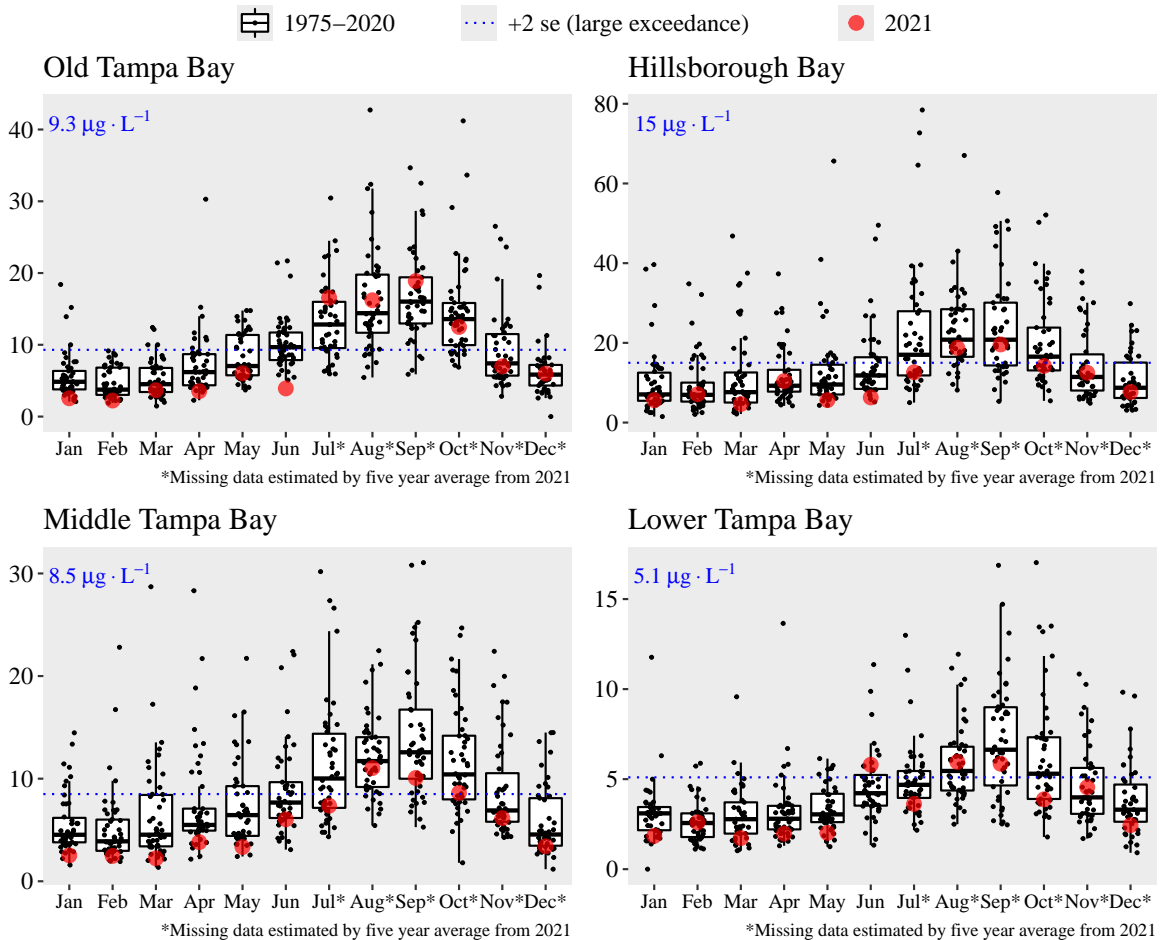 1975–2020 +2 se (large exceedance) 2021
Old Tampa Bay
9.3 μg · L⁻¹
40
30
20
10
0
Jan Feb Mar Apr May Jun Jul* Aug* Sep* Oct* Nov* Dec*
*Missing data estimated by five year average from 2021
Hillsborough Bay
15 μg · L⁻¹
80
60
40
20
0
Jan Feb Mar Apr May Jun Jul* Aug* Sep* Oct* Nov* Dec*
*Missing data estimated by five year average from 2021
Middle Tampa Bay
8.5 μg · L⁻¹
30
20
10
0
Jan Feb Mar Apr May Jun Jul* Aug* Sep* Oct* Nov* Dec*
*Missing data estimated by five year average from 2021
Lower Tampa Bay
5.1 μg · L⁻¹
15
10
5
0
Jan Feb Mar Apr May Jun Jul* Aug* Sep* Oct* Nov* Dec*
*Missing data estimated by five year average from 2021